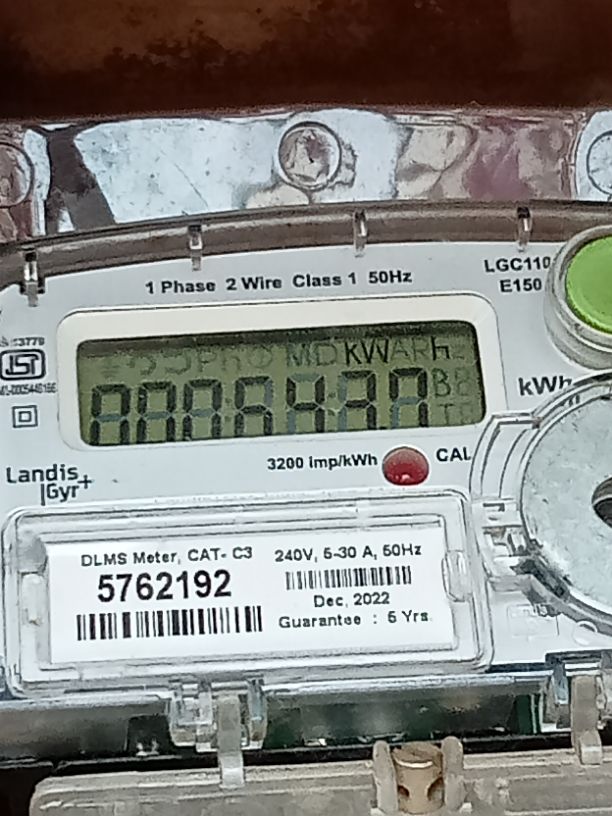 1 Phase 2 Wire Class 1 50Hz
LGC110
E150
KWh
kWh
3200 imp/kWh CAL
Landis
Gyr+
DLMS Meter, CAT- C3
5762192
240V, 5-30 A, 50Hz
Dec, 2022
Guarantee : 5 Yrs.